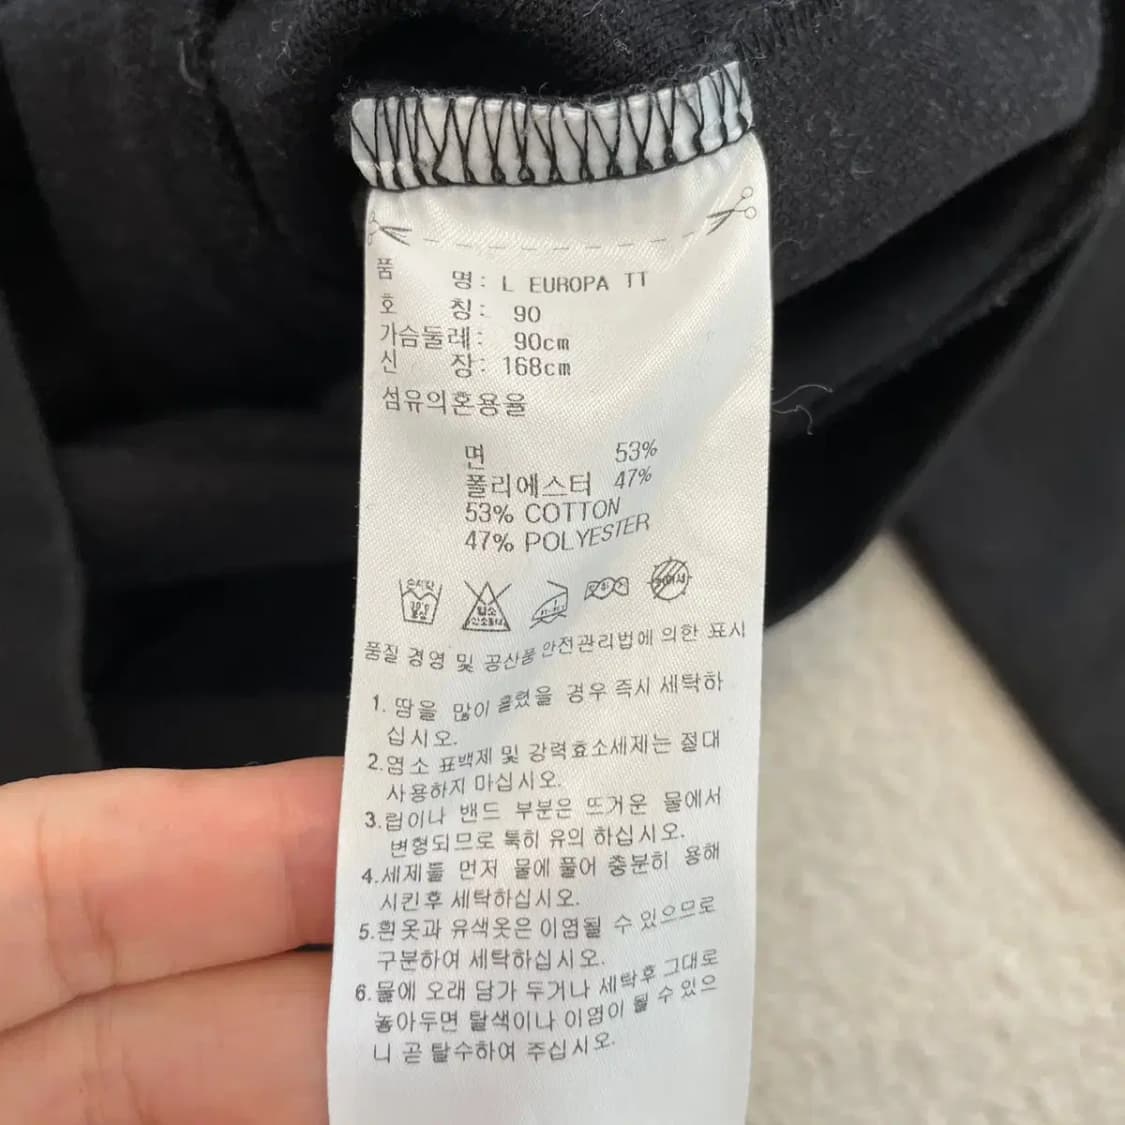 품 명: L EUROPA TT
호 칭: 90
가슴둘레: 90cm
신 장: 168cm
섬유의혼용율
면 53%
폴리에스터 47%
53% COTTON
47% POLYESTER
손세탁
염소
산소표백
품질 경영 및 공산품 안전관리법에 의한 표시
1. 땀을 많이 흘렸을 경우 즉시 세탁하
십시오.
2.염소 표백제 및 강력효소세제는 절대
사용하지 마십시오.
3.립이나 밴드 부분은 뜨거운 물에서
변형되므로 특히 유의 하십시오.
4.세제를 먼저 물에 풀어 충분히 용해
시킨후 세탁하십시오.
5.흰옷과 유색옷은 이염될 수 있으므로
구분하여 세탁하십시오.
6.물에 오래 담가 두거나 세탁후 그대로
놓아두면 탈색이나 이염이 될 수 있으
니 곧 탈수하여 주십시오.